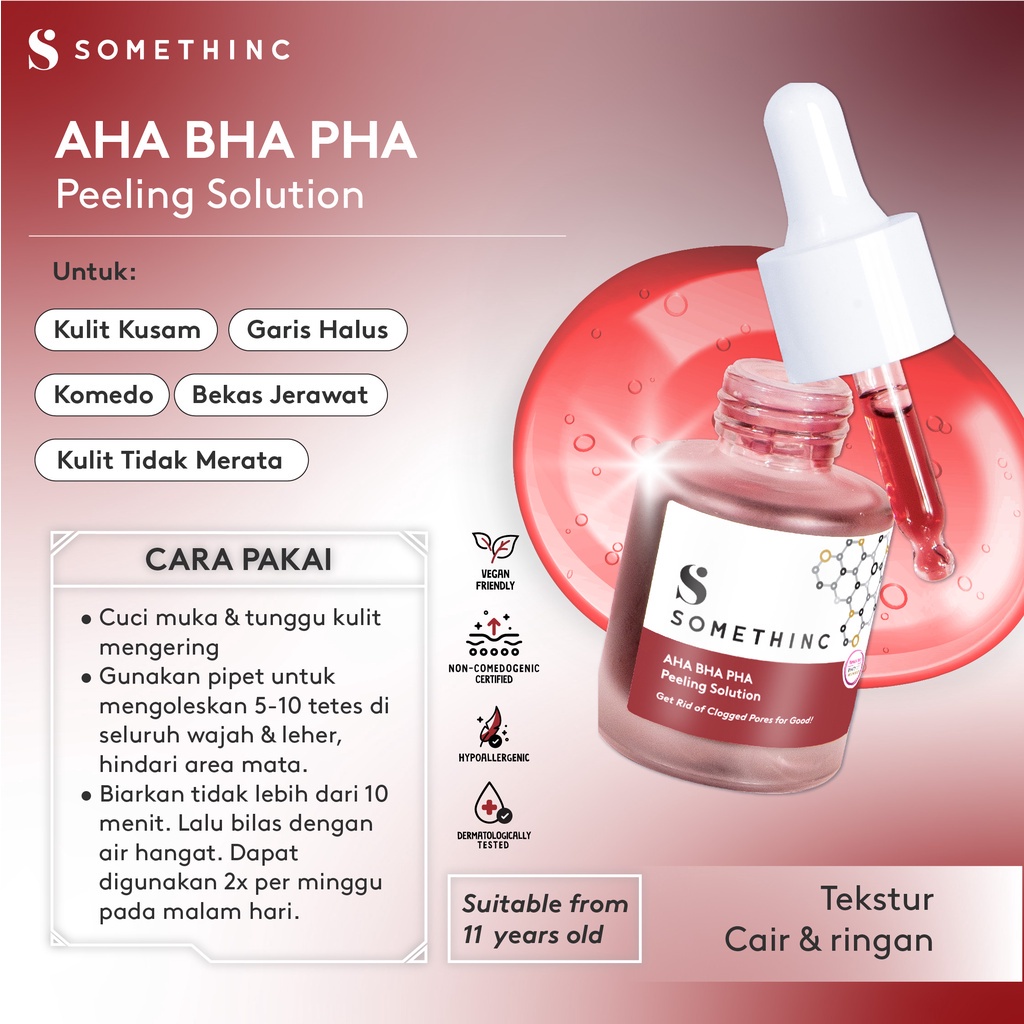 SOMETHINC
AHA BHA PHA
Peeling Solution
Untuk:
Kulit Kusam
Garis Halus
Komedo
Bekas Jerawat
Kulit Tidak Merata
CARA PAKAI
• Cuci muka & tunggu kulit
mengering
• Gunakan pipet untuk
mengoleskan 5-10 tetes di
seluruh wajah & leher,
hindari area mata.
• Biarkan tidak lebih dari 10
menit. Lalu bilas dengan
air hangat. Dapat
digunakan 2x per minggu
pada malam hari.
VEGAN
FRIENDLY
NON-COMEDOGENIC
CERTIFIED
HYPOALLERGENIC
DERMATOLOGICALLY
TESTED
Suitable from
11 years old
SOMETHINC
AHA BHA PHA
Peeling Solution
Get Rid of Clogged Pores for Good!
Tekstur
Cair & ringan